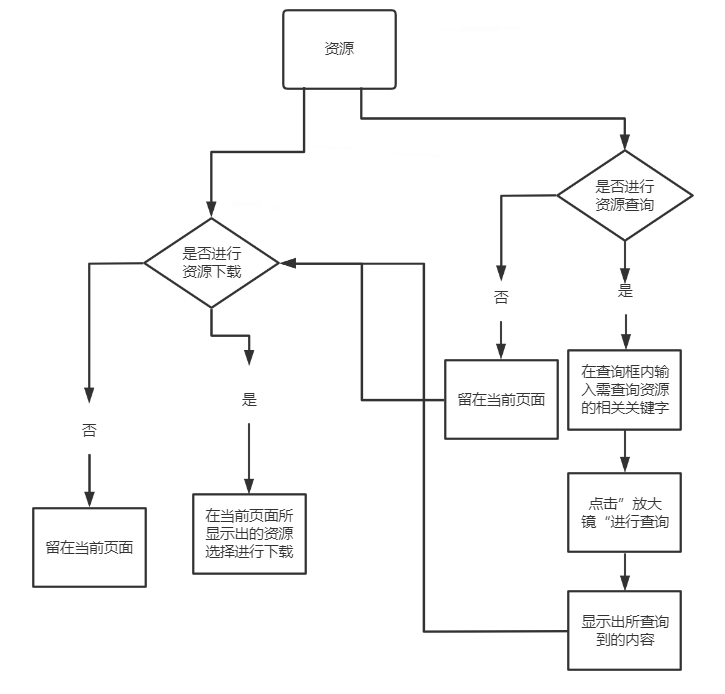 资源
是否进行
资源查询
是否进行
资源下载
否
是
在查询框内输
入需查询资源
的相关关键字
留在当前页面
是
否
点击”放大
镜“进行查询
在当前页面所
显示出的资源
选择进行下载
留在当前页面
显示出所查询
到的内容